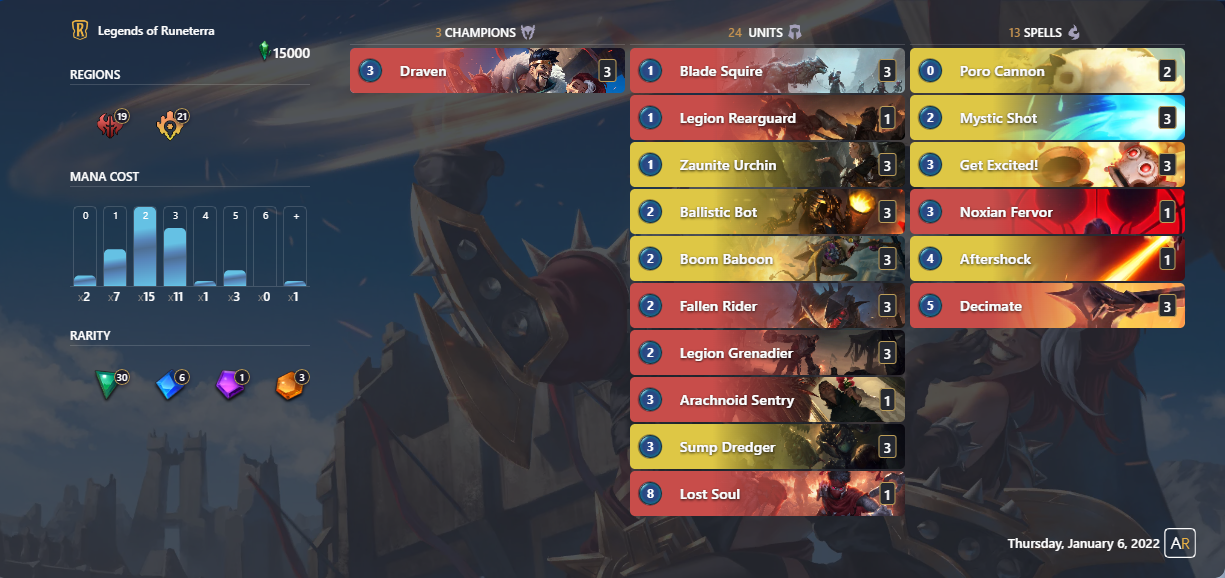 Legends of Runeterra
15000
REGIONS
19
21
MANA COST
0 1 2 3 4 5 6 +
x2 x7 x15 x11 x1 x3 x0 x1
RARITY
30
6
1
3
3 CHAMPIONS
3 Draven 3
24 UNITS
1 Blade Squire 3
1 Legion Rearguard 1
1 Zaunite Urchin 3
2 Ballistic Bot 3
2 Boom Baboon 3
2 Fallen Rider 3
2 Legion Grenadier 3
3 Arachnoid Sentry 1
3 Sump Dredger 3
8 Lost Soul 1
13 SPELLS
0 Poro Cannon 2
2 Mystic Shot 3
3 Get Excited! 3
3 Noxian Fervor 1
4 Aftershock 1
5 Decimate 3
Thursday, January 6, 2022 AR